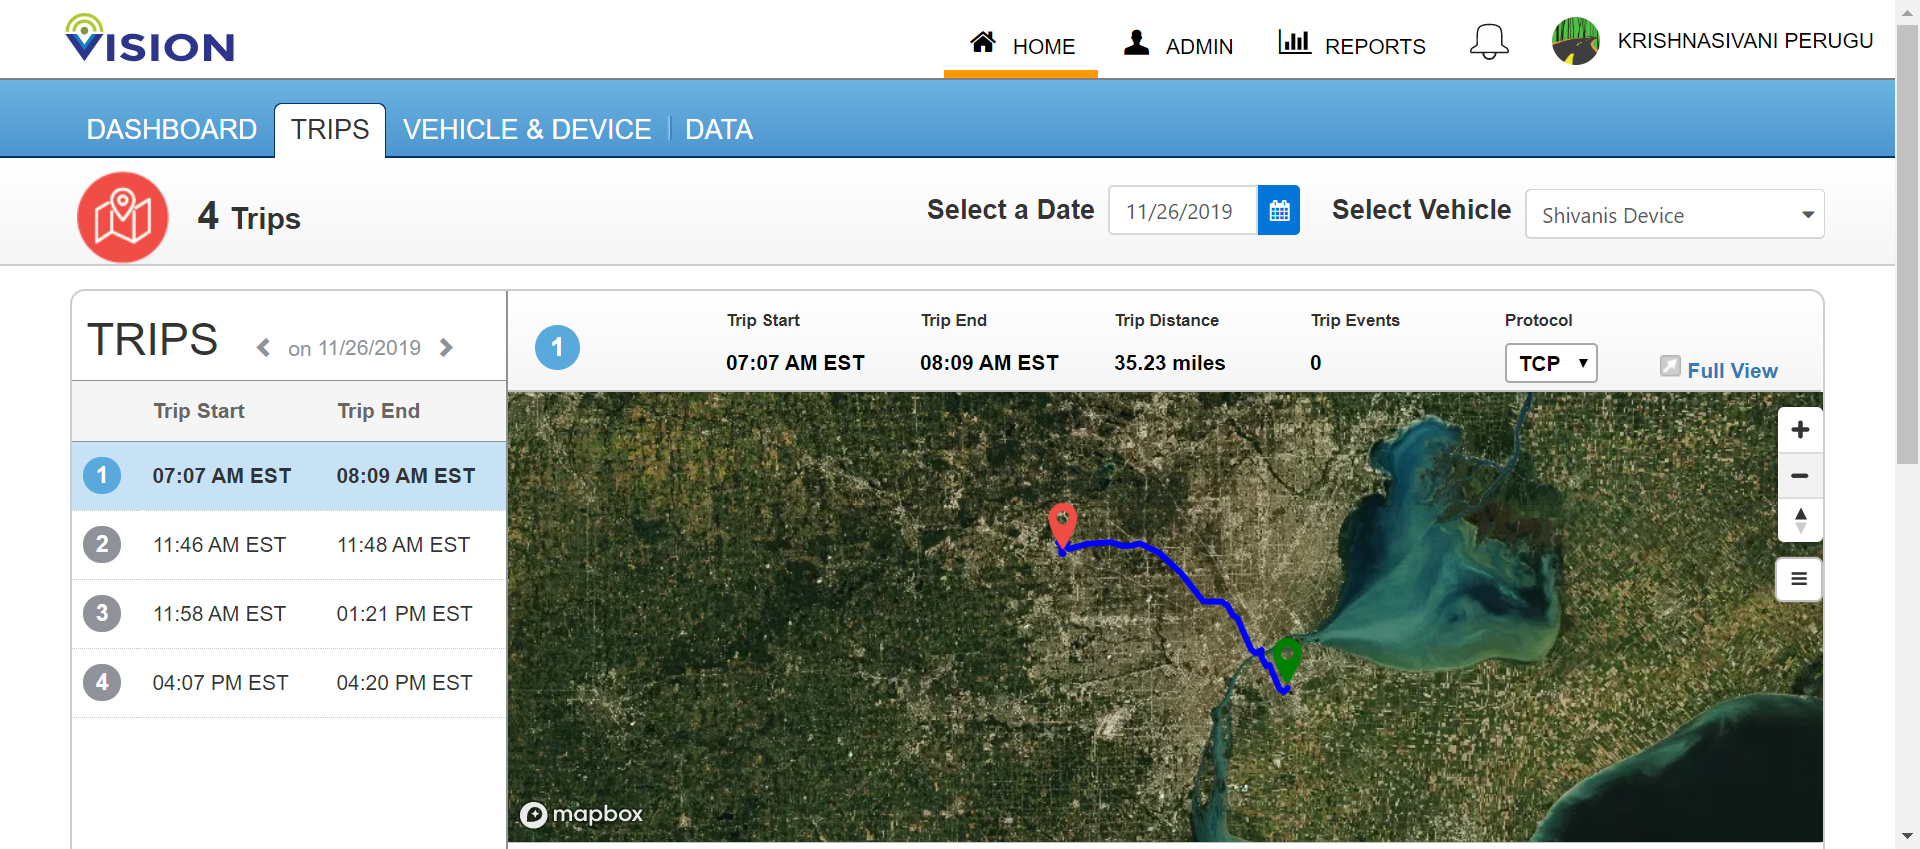 VISION
HOME
ADMIN
REPORTS
KRISHNASIVANI PERUGU
DASHBOARD
TRIPS
VEHICLE & DEVICE
DATA
4 Trips
Select a Date
11/26/2019
Select Vehicle
Shivanis Device
TRIPS
on 11/26/2019
Trip Start Trip End
1 07:07 AM EST 08:09 AM EST
2 11:46 AM EST 11:48 AM EST
3 11:58 AM EST 01:21 PM EST
4 04:07 PM EST 04:20 PM EST
1
Trip Start Trip End Trip Distance Trip Events Protocol
07:07 AM EST 08:09 AM EST 35.23 miles 0 TCP
Full View
mapbox